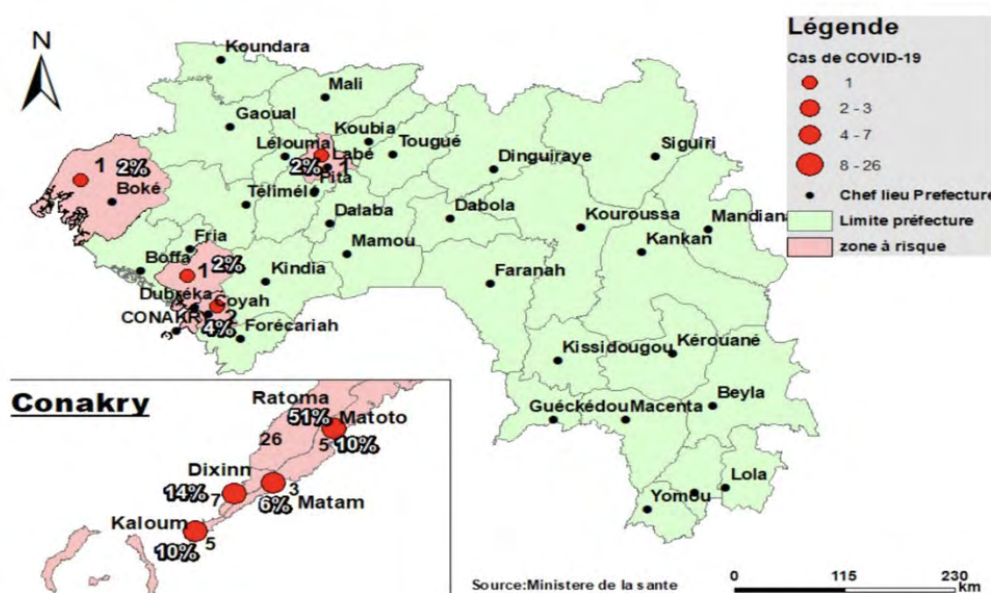 N
Koundara
Mali
Gaoual
Koubia
Lélouma
Tougué
Labé
2%
1
Pita
Siguiri
Dinguiraye
1 2%
Boké
Télimél
Dalaba
Dabola
Kouroussa
Mandiana
Fria
Mamou
Kankan
Boffa
1 2%
Kindia
Faranah
Dubréka
Coyah
2
CONAKRY
4%
Forécariah
Kissidougou
Kérouané
Beyla
Guéckédou
Macenta
Lola
Yomou
Légende
Cas de COVID-19
1
2 - 3
4 - 7
8 - 26
Chef lieu Prefecture
Limite préfecture
zone à risque
Conakry
Ratoma
51%
Matoto
26
5
10%
Dixinn
14%
7
3
6%
Matam
Kaloum
10%
5
Source:Ministere de la sante
0 115 230
km